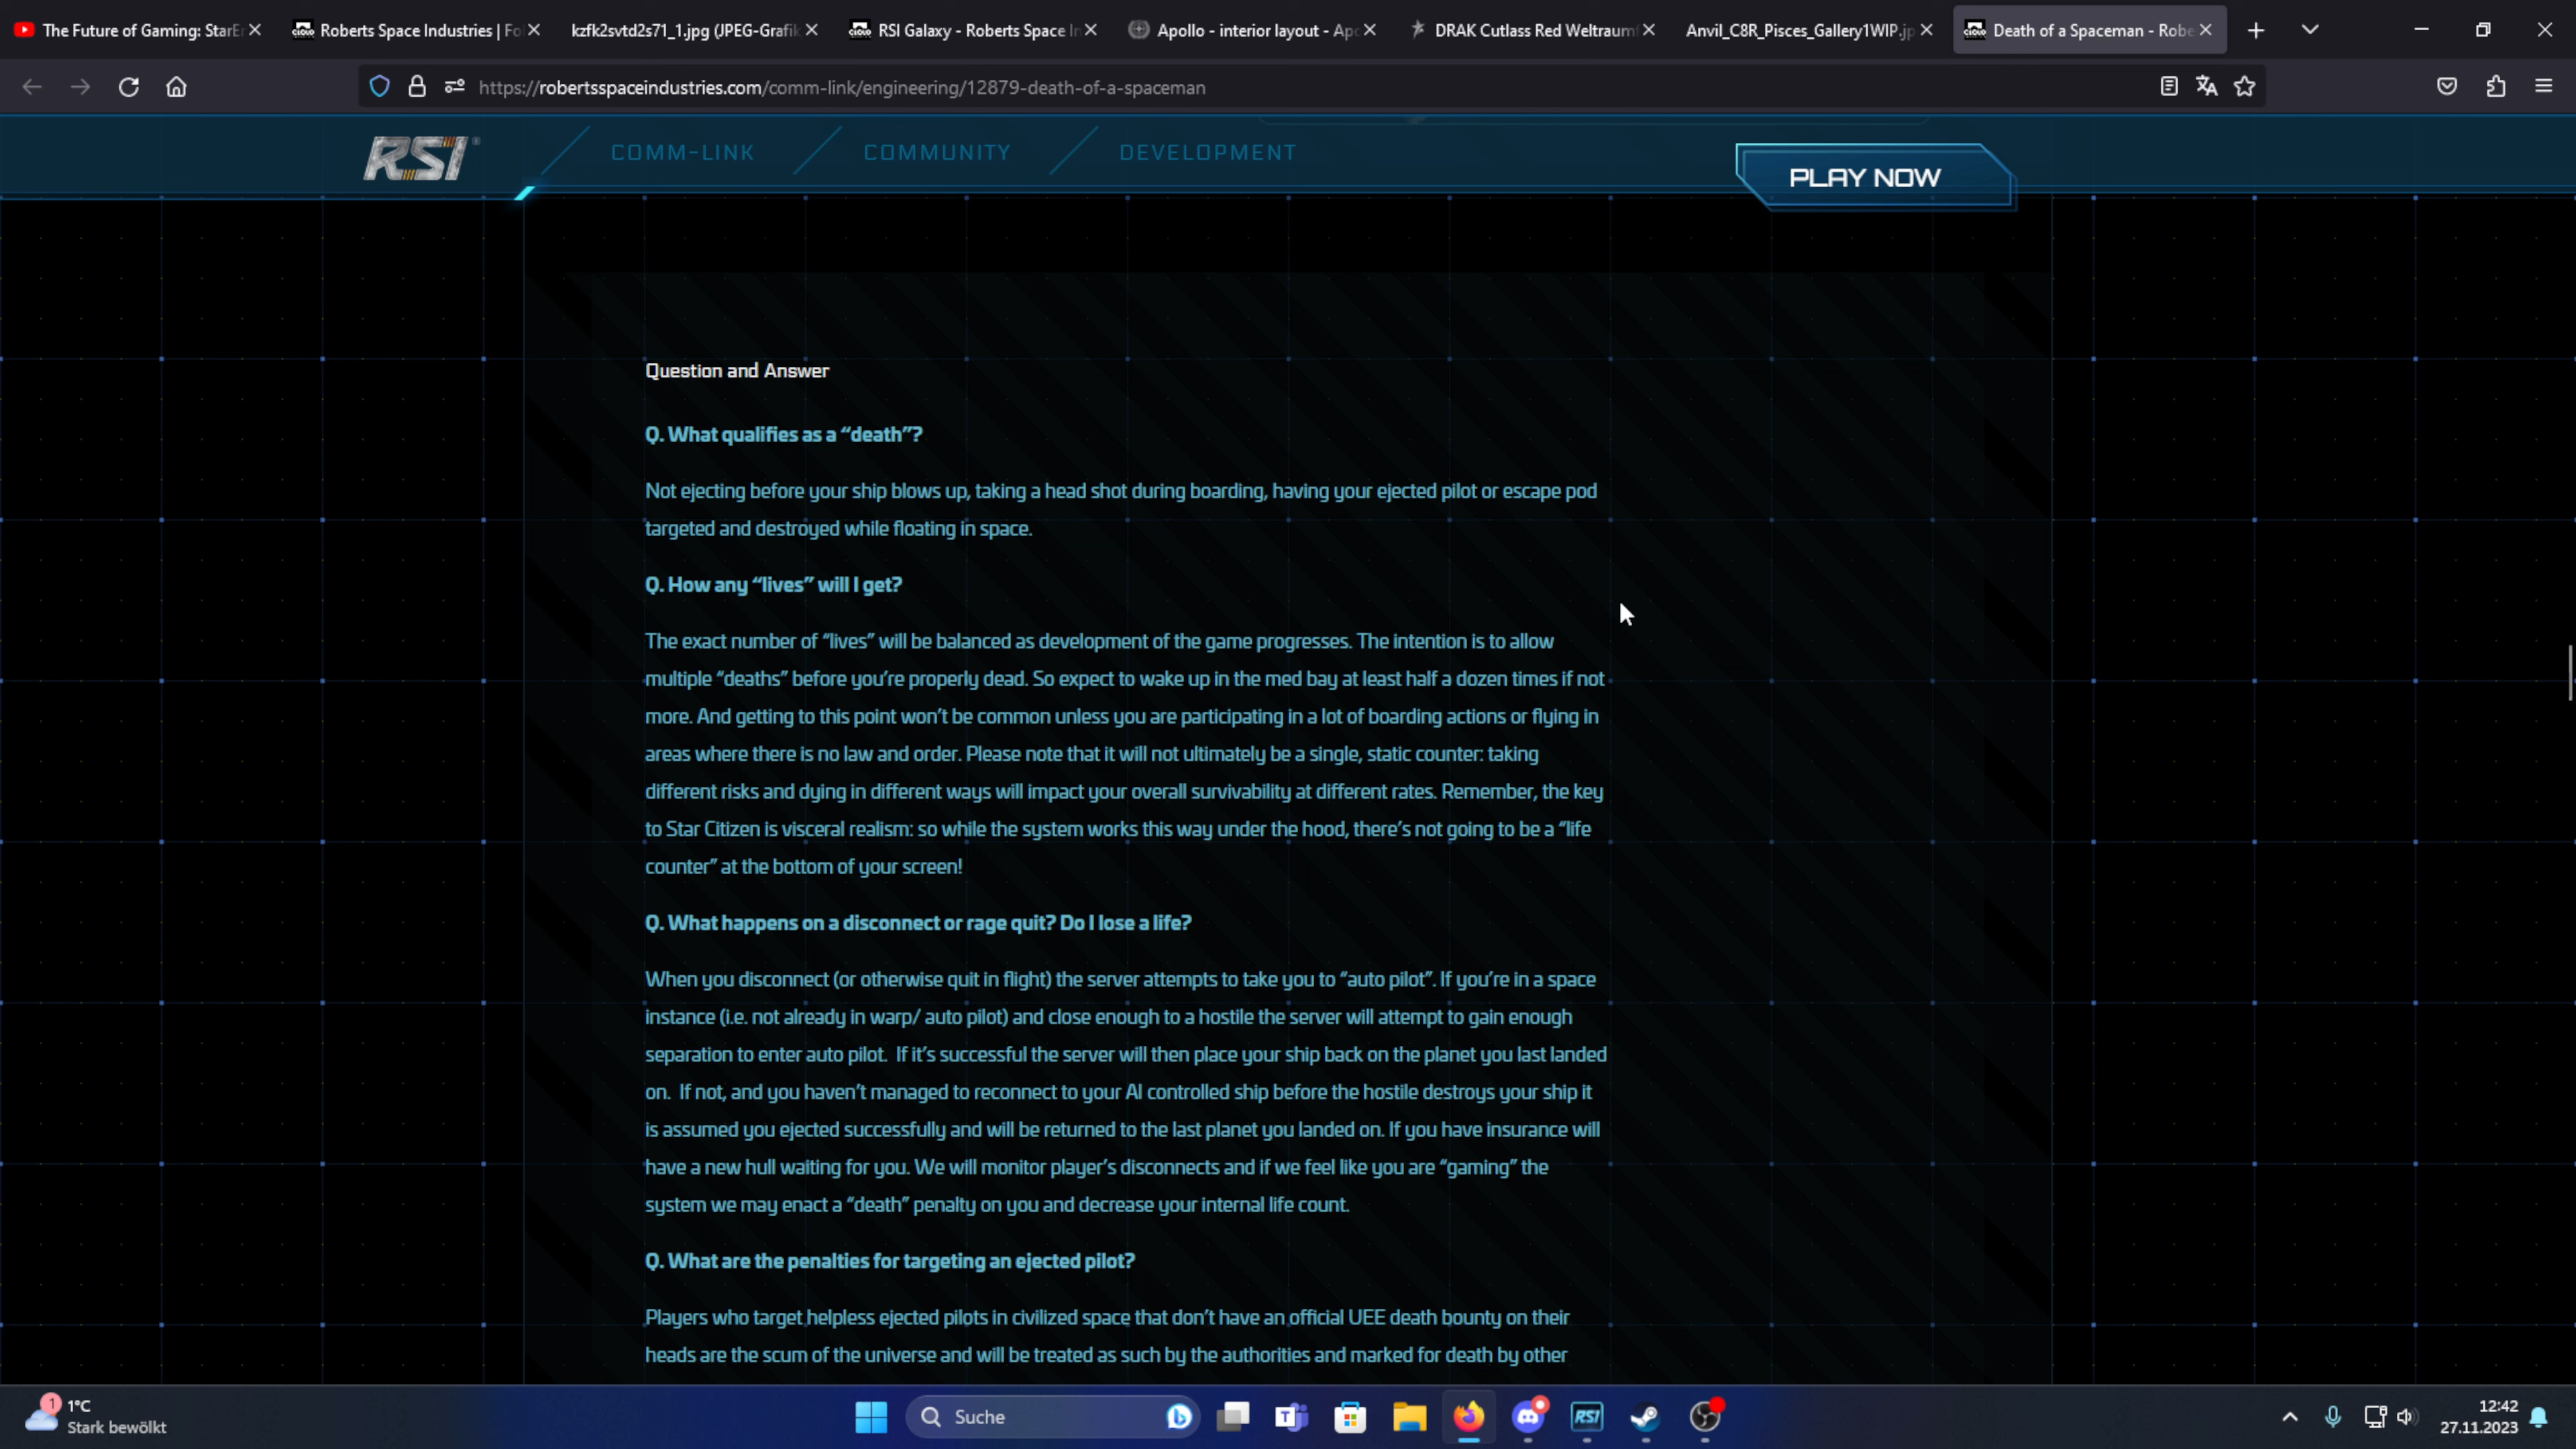 The Future of Gaming: StarE
Roberts Space Industries | Fo
kzfk2svtd2s71_1.jpg (JPEG-Grafik
RSI Galaxy - Roberts Space In
Apollo - interior layout - Apo
DRAK Cutlass Red Weltraum
Anvil_C8R_Pisces_Gallery1WIP.jp
Death of a Spaceman - Robe
https://robertsspaceindustries.com/comm-link/engineering/12879-death-of-a-spaceman
RSI
COMM-LINK
COMMUNITY
DEVELOPMENT
PLAY NOW
Question and Answer
Q. What qualifies as a “death”?
Not ejecting before your ship blows up, taking a head shot during boarding, having your ejected pilot or escape pod
targeted and destroyed while floating in space.
Q. How any “lives” will I get?
The exact number of “lives” will be balanced as development of the game progresses. The intention is to allow
multiple “deaths” before you’re properly dead. So expect to wake up in the med bay at least half a dozen times if not
more. And getting to this point won’t be common unless you are participating in a lot of boarding actions or flying in
areas where there is no law and order. Please note that it will not ultimately be a single, static counter: taking
different risks and dying in different ways will impact your overall survivability at different rates. Remember, the key
to Star Citizen is visceral realism: so while the system works this way under the hood, there’s not going to be a “life
counter” at the bottom of your screen!
Q. What happens on a disconnect or rage quit? Do I lose a life?
When you disconnect (or otherwise quit in flight) the server attempts to take you to “auto pilot”. If you’re in a space
instance (i.e. not already in warp/ auto pilot) and close enough to a hostile the server will attempt to gain enough
separation to enter auto pilot.  If it’s successful the server will then place your ship back on the planet you last landed
on.  If not, and you haven’t managed to reconnect to your AI controlled ship before the hostile destroys your ship it
is assumed you ejected successfully and will be returned to the last planet you landed on. If you have insurance will
have a new hull waiting for you. We will monitor player’s disconnects and if we feel like you are “gaming” the
system we may enact a “death” penalty on you and decrease your internal life count.
Q. What are the penalties for targeting an ejected pilot?
Players who target helpless ejected pilots in civilized space that don’t have an official UEE death bounty on their
heads are the scum of the universe and will be treated as such by the authorities and marked for death by other
1
1°C
Stark bewölkt
Suche
RSI
12:42
27.11.2023